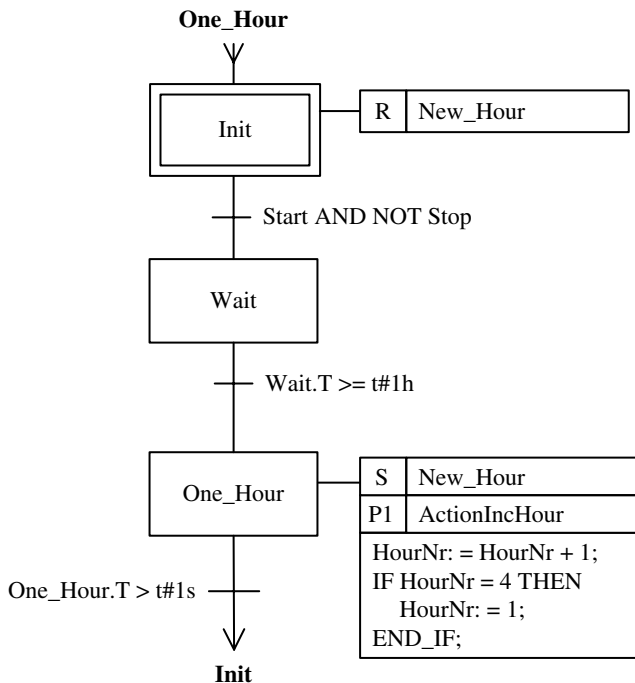 One_Hour
Init
R New_Hour
Start AND NOT Stop
Wait
Wait.T >= t#1h
One_Hour
S New_Hour
P1 ActionIncHour
HourNr: = HourNr + 1;
IF HourNr = 4 THEN
HourNr: = 1;
END_IF;
One_Hour.T > t#1s
Init